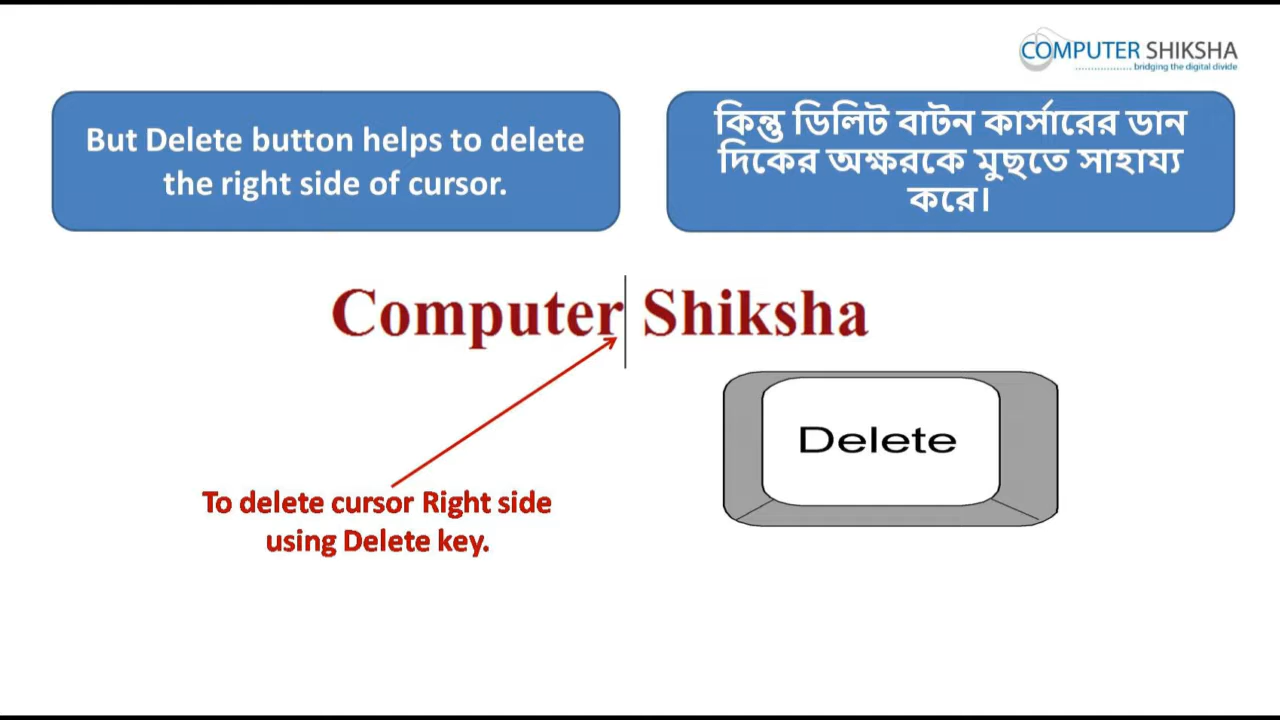 COMPUTER SHIKSHA
bridging the digital divide
But Delete button helps to delete
the right side of cursor.
কিন্তু ডিলিট বাটন কার্সারের ডান
দিকের অক্ষরকে মুছতে সাহায্য
করে।
Computer Shiksha
Delete
To delete cursor Right side
using Delete key.